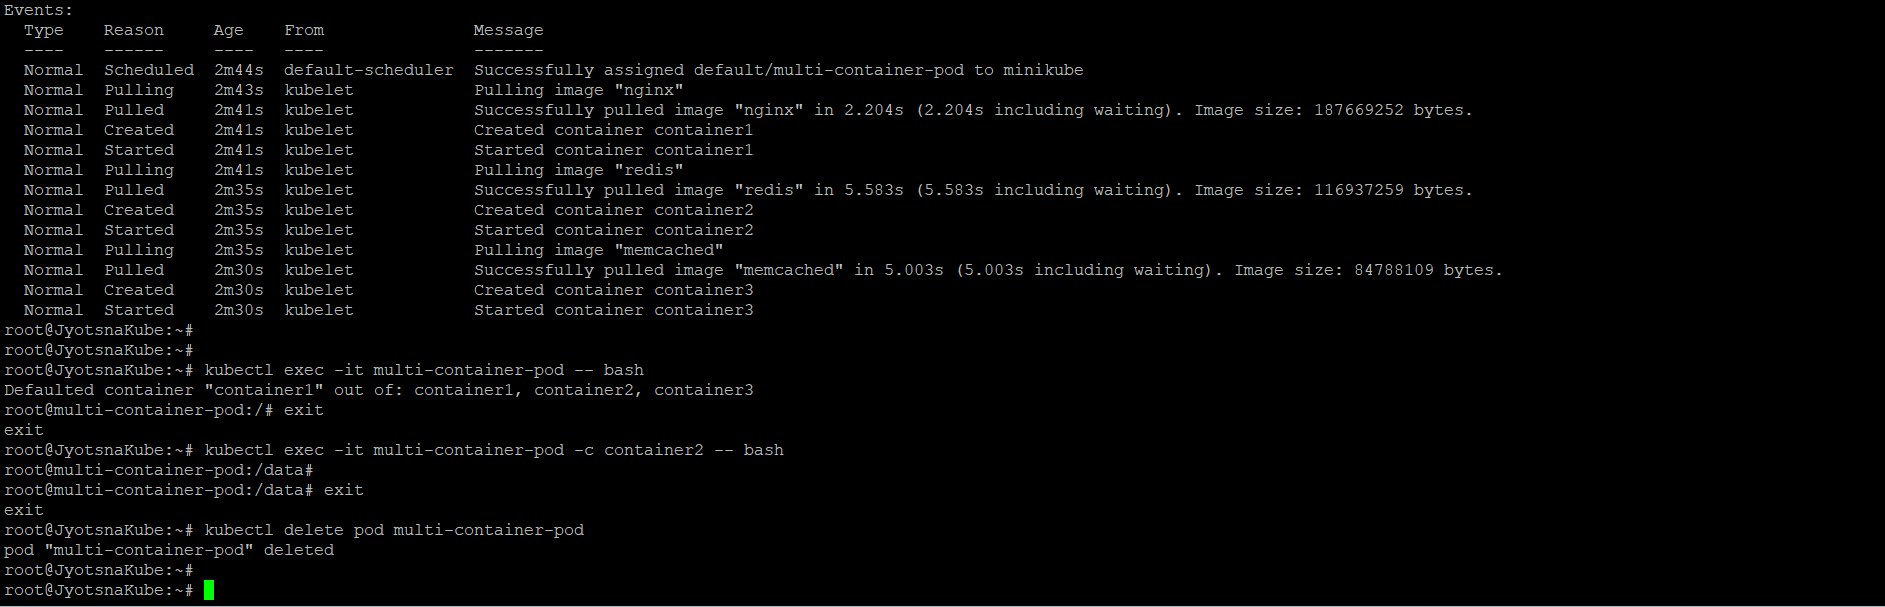 Events:
  Type    Reason     Age    From               Message
  ----    ------     ----   ----               -------
  Normal  Scheduled  2m44s  default-scheduler  Successfully assigned default/multi-container-pod to minikube
  Normal  Pulling    2m43s  kubelet            Pulling image "nginx"
  Normal  Pulled     2m41s  kubelet            Successfully pulled image "nginx" in 2.204s (2.204s including waiting). Image size: 187669252 bytes.
  Normal  Created    2m41s  kubelet            Created container container1
  Normal  Started    2m41s  kubelet            Started container container1
  Normal  Pulling    2m41s  kubelet            Pulling image "redis"
  Normal  Pulled     2m35s  kubelet            Successfully pulled image "redis" in 5.583s (5.583s including waiting). Image size: 116937259 bytes.
  Normal  Created    2m35s  kubelet            Created container container2
  Normal  Started    2m35s  kubelet            Started container container2
  Normal  Pulling    2m35s  kubelet            Pulling image "memcached"
  Normal  Pulled     2m30s  kubelet            Successfully pulled image "memcached" in 5.003s (5.003s including waiting). Image size: 84788109 bytes.
  Normal  Created    2m30s  kubelet            Created container container3
  Normal  Started    2m30s  kubelet            Started container container3
root@JyotsnaKube:~#
root@JyotsnaKube:~#
root@JyotsnaKube:~# kubectl exec -it multi-container-pod -- bash
Defaulted container "container1" out of: container1, container2, container3
root@multi-container-pod:/# exit
exit
root@JyotsnaKube:~# kubectl exec -it multi-container-pod -c container2 -- bash
root@multi-container-pod:/data#
root@multi-container-pod:/data# exit
exit
root@JyotsnaKube:~# kubectl delete pod multi-container-pod
pod "multi-container-pod" deleted
root@JyotsnaKube:~#
root@JyotsnaKube:~#